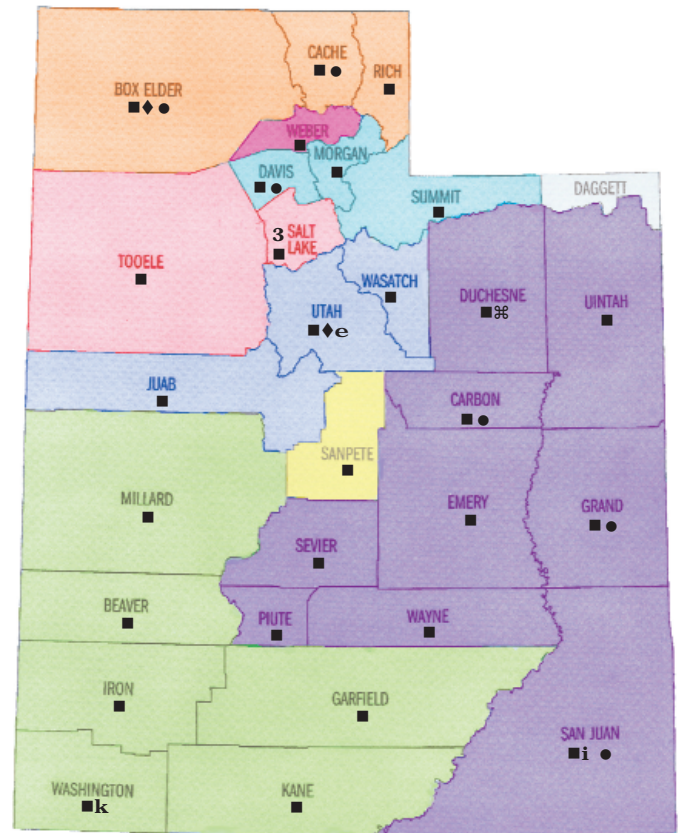 CACHE
■ ●
RICH
■
BOX ELDER
■ ♦ ●
WEBER
■
MORGAN
■
DAVIS
■ ●
SUMMIT
■
DAGGETT
3 SALT
LAKE
■
TOOELE
■
WASATCH
■
UTAH
■♦e
DUCHESNE
■⌘
UINTAH
■
JUAB
■
CARBON
■ ●
SANPETE
■
MILLARD
■
EMERY
■
GRAND
■ ●
SEVIER
■
BEAVER
■
PIUTE
■
WAYNE
■
IRON
■
GARFIELD
■
SAN JUAN
■i ●
WASHINGTON
■k
KANE
■